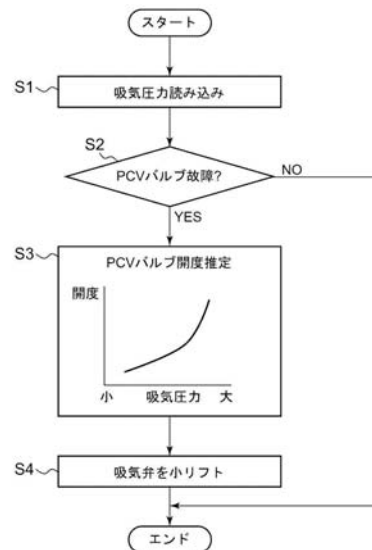 スタート
S1
吸気圧力読み込み
S2
PCVバルブ故障?
NO
YES
S3
PCVバルブ開度推定
開度
小 吸気圧力 大
S4
吸気弁を小リフト
エンド